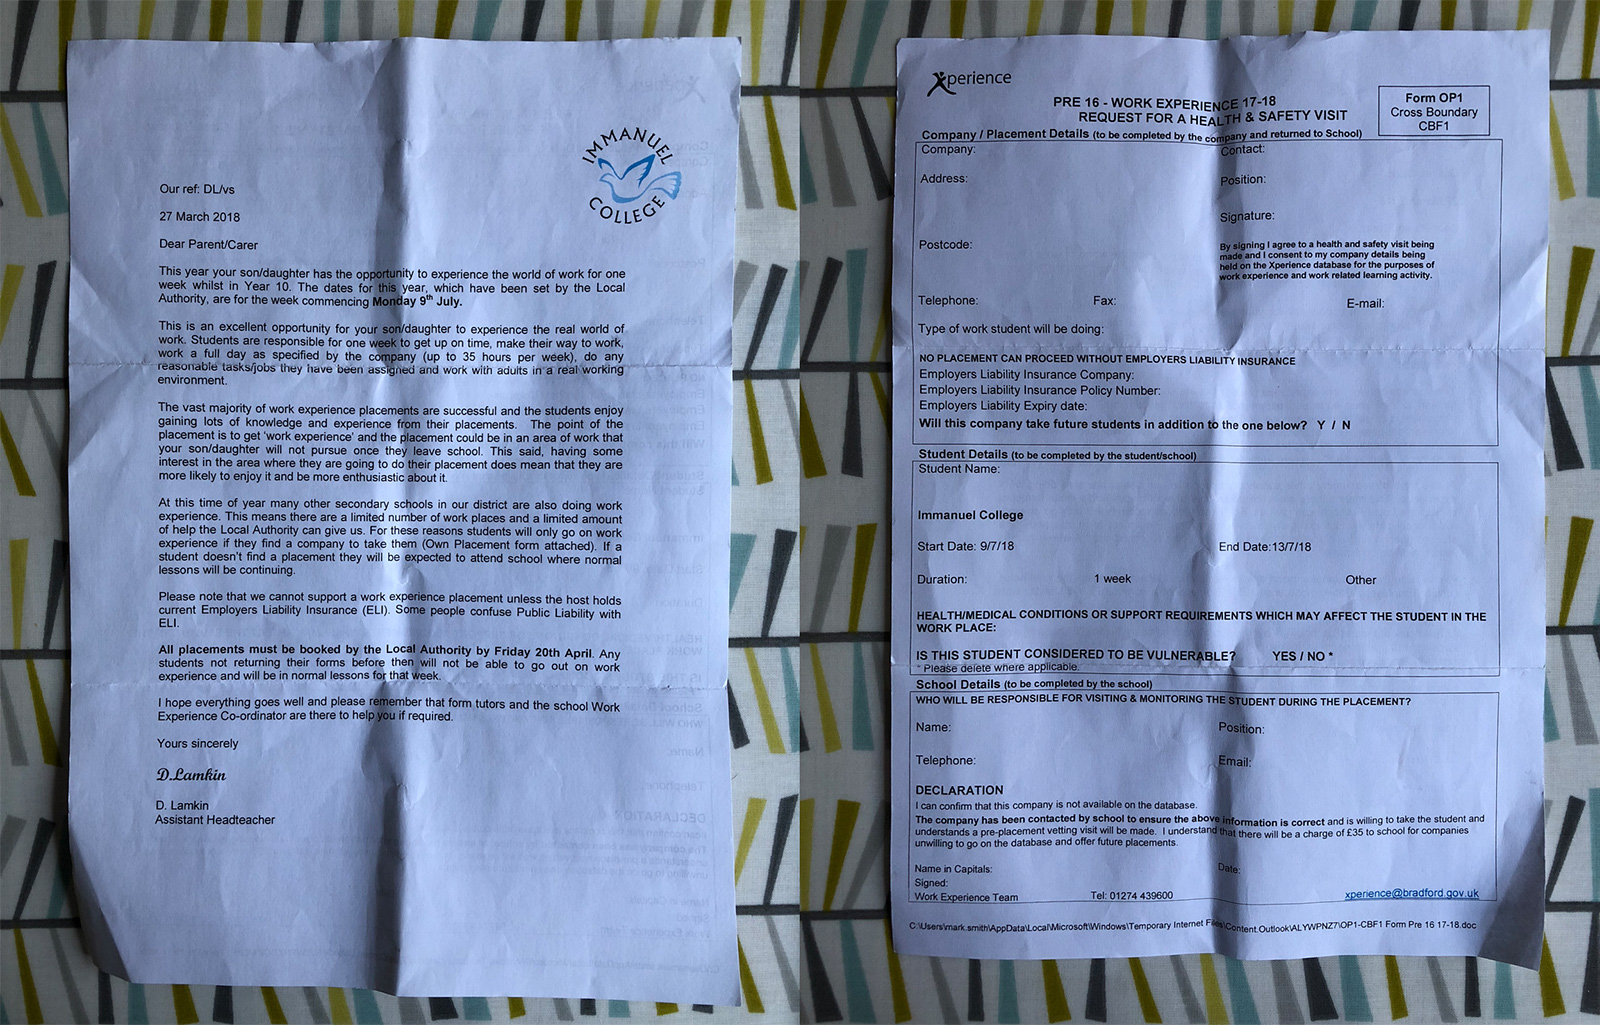 IMMANUEL
COLLEGE
Our ref: DL/vs
27 March 2018
Dear Parent/Carer
This year your son/daughter has the opportunity to experience the world of work for one
week whilst in Year 10. The dates for this year, which have been set by the Local
Authority, are for the week commencing Monday 9th July.
This is an excellent opportunity for your son/daughter to experience the real world of
work. Students are responsible for one week to get up on time, make their way to work,
work a full day as specified by the company (up to 35 hours per week), do any
reasonable tasks/jobs they have been assigned and work with adults in a real working
environment.
The vast majority of work experience placements are successful and the students enjoy
gaining lots of knowledge and experience from their placements. The point of the
placement is to get 'work experience' and the placement could be in an area of work that
your son/daughter will not pursue once they leave school. This said, having some
interest in the area where they are going to do their placement does mean that they are
more likely to enjoy it and be more enthusiastic about it.
At this time of year many other secondary schools in our district are also doing work
experience. This means there are a limited number of work places and a limited amount
of help the Local Authority can give us. For these reasons students will only go on work
experience if they find a company to take them (Own Placement form attached). If a
student doesn't find a placement they will be expected to attend school where normal
lessons will be continuing.
Please note that we cannot support a work experience placement unless the host holds
current Employers Liability Insurance (ELI). Some people confuse Public Liability with
ELI.
All placements must be booked by the Local Authority by Friday 20th April. Any
students not returning their forms before then will not be able to go out on work
experience and will be in normal lessons for that week.
I hope everything goes well and please remember that form tutors and the school Work
Experience Co-ordinator are there to help you if required.
Yours sincerely
D.Lamkin
D. Lamkin
Assistant Headteacher
Xperience
PRE 16 - WORK EXPERIENCE 17-18
REQUEST FOR A HEALTH & SAFETY VISIT
Form OP1
Cross Boundary
CBF1
Company / Placement Details (to be completed by the company and returned to School)
Company: Contact:
Address: Position:
Signature:
Postcode:
By signing I agree to a health and safety visit being
made and I consent to my company details being
held on the Xperience database for the purposes of
work experience and work related learning activity.
Telephone: Fax: E-mail:
Type of work student will be doing:
NO PLACEMENT CAN PROCEED WITHOUT EMPLOYERS LIABILITY INSURANCE
Employers Liability Insurance Company:
Employers Liability Insurance Policy Number:
Employers Liability Expiry date:
Will this company take future students in addition to the one below? Y / N
Student Details (to be completed by the student/school)
Student Name:
Immanuel College
Start Date: 9/7/18 End Date:13/7/18
Duration: 1 week Other
HEALTH/MEDICAL CONDITIONS OR SUPPORT REQUIREMENTS WHICH MAY AFFECT THE STUDENT IN THE
WORK PLACE:
IS THIS STUDENT CONSIDERED TO BE VULNERABLE? YES / NO *
* Please delete where applicable.
School Details (to be completed by the school)
WHO WILL BE RESPONSIBLE FOR VISITING & MONITORING THE STUDENT DURING THE PLACEMENT?
Name: Position:
Telephone: Email:
DECLARATION
I can confirm that this company is not available on the database.
The company has been contacted by school to ensure the above information is correct and is willing to take the student and
understands a pre-placement vetting visit will be made. I understand that there will be a charge of £35 to school for companies
unwilling to go on the database and offer future placements.
Name in Capitals: Date:
Signed:
Work Experience Team Tel: 01274 439600 xperience@bradford.gov.uk
C:\Users\mark.smith\AppData\Local\Microsoft\Windows\Temporary Internet Files\Content.Outlook\ALYWPNZ7\OP1-CBF1 Form Pre 16 17-18.doc